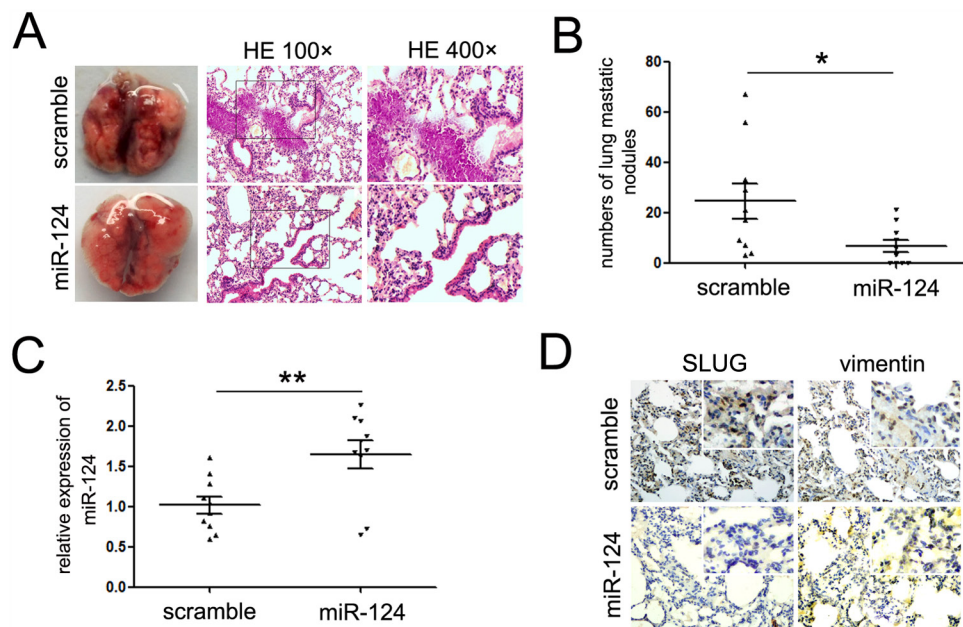 A
HE 100×
HE 400×
scramble
miR-124
B
numbers of lung mastatic
nodules
80
60
40
20
0
*
scramble
miR-124
C
relative expression of
miR-124
2.5
2.0
1.5
1.0
0.5
0.0
**
scramble
miR-124
D
SLUG
vimentin
scramble
miR-124